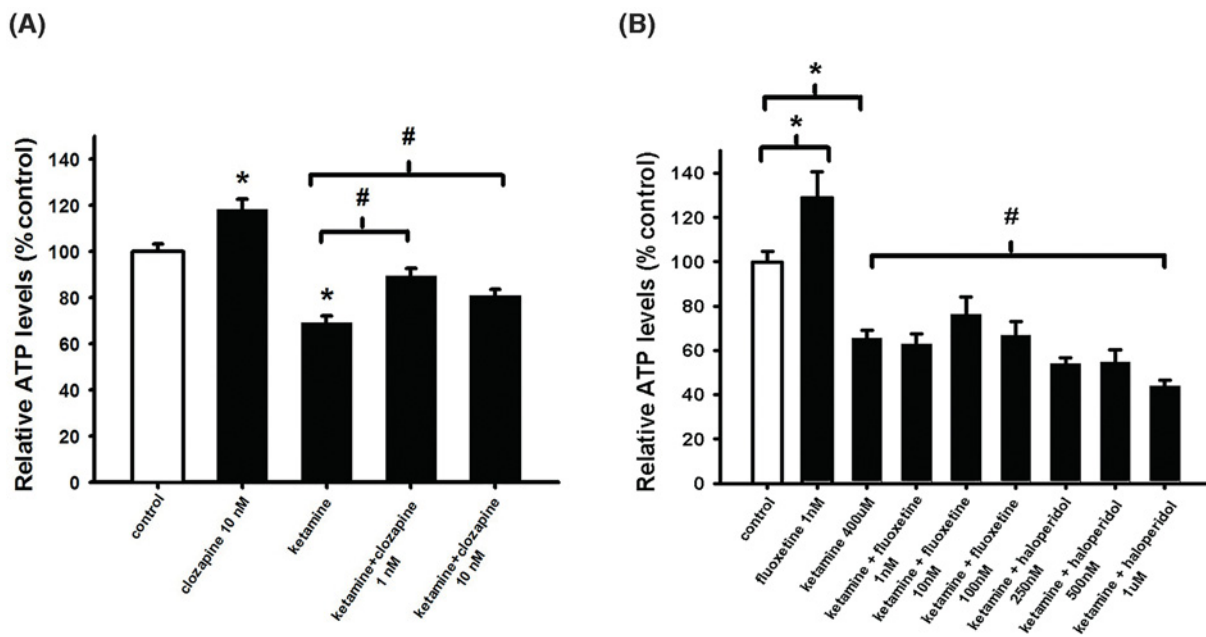 (A)
Relative ATP levels (% control)
140
120
100
80
60
40
20
0
*
*
#
#
control
clozapine 10 nM
ketamine
ketamine+clozapine
1 nM
ketamine+clozapine
10 nM
(B)
Relative ATP levels (% control)
140
120
100
80
60
40
20
0
*
*
#
control
fluoxetine 1nM
ketamine 400uM
ketamine + fluoxetine
1nM
ketamine + fluoxetine
10nM
ketamine + fluoxetine
100nM
ketamine + haloperidol
250nM
ketamine + haloperidol
500nM
ketamine + haloperidol
1uM